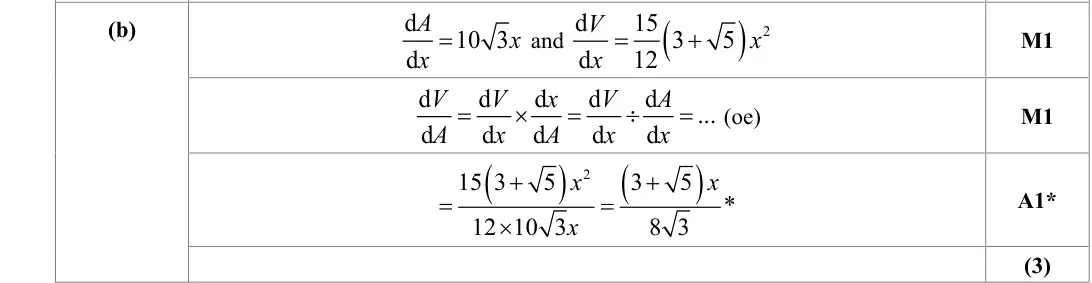 (b) dA/dx = 10√3x and dV/dx = 15/12 (3 + √5) x² M1
dV/dA = dV/dx × dx/dA = dV/dx ÷ dA/dx = ... (oe) M1
= 15(3 + √5)x² / 12×10√3x = (3 + √5)x / 8√3 * A1*
(3)